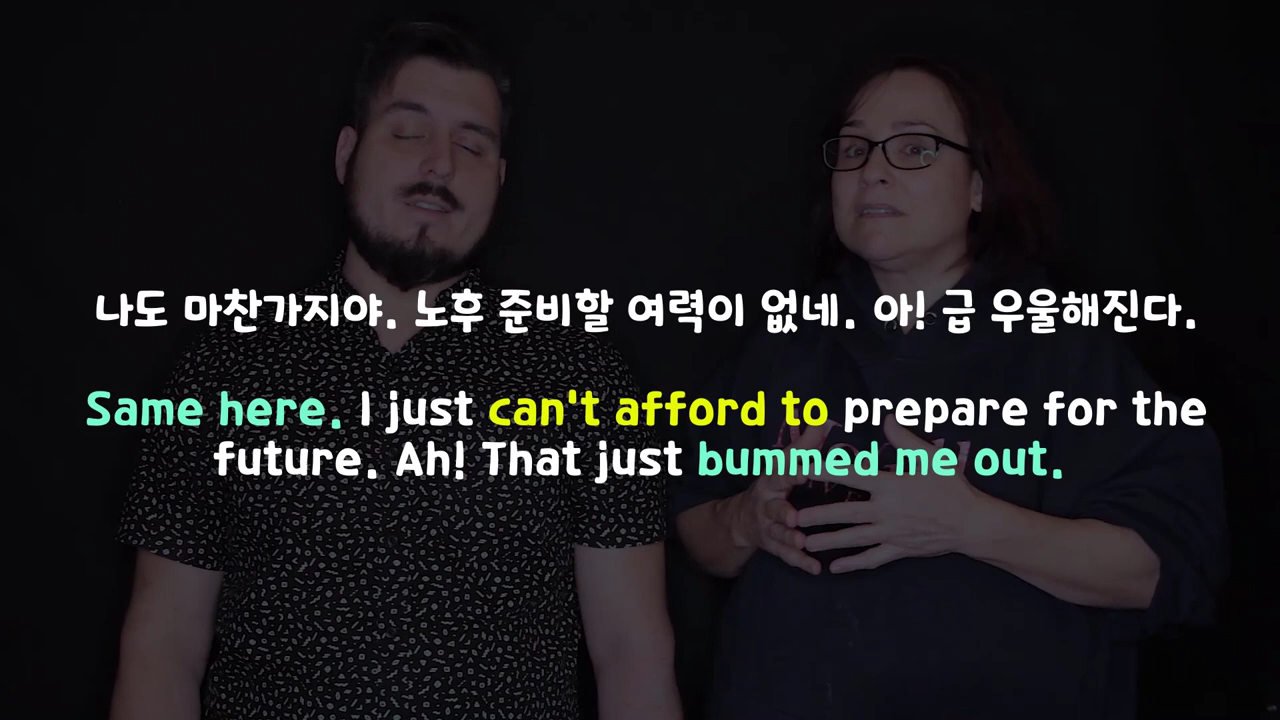 나도 마찬가지야. 노후 준비할 여력이 없네. 아! 급 우울해진다.
Same here. I just can't afford to prepare for the
future. Ah! That just bummed me out.